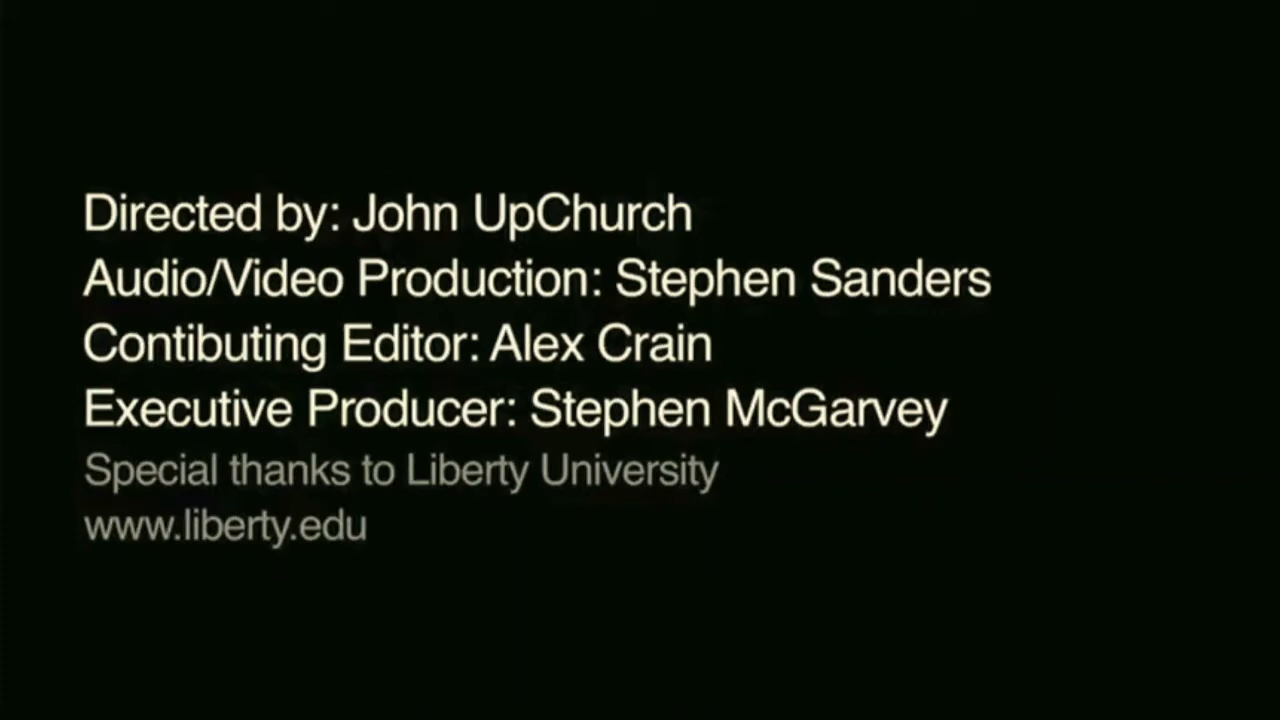 Directed by: John UpChurch
Audio/Video Production: Stephen Sanders
Contibuting Editor: Alex Crain
Executive Producer: Stephen McGarvey
Special thanks to Liberty University
www.liberty.edu